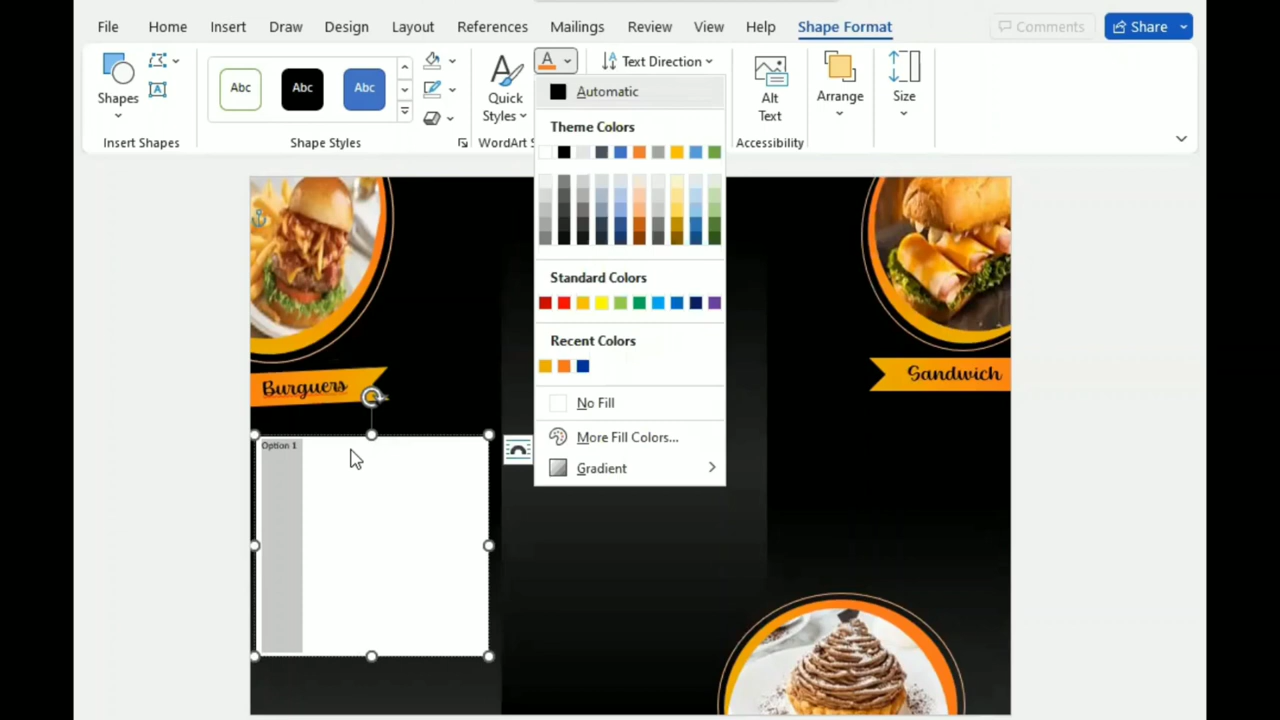 File Home Insert Draw Design Layout References Mailings Review View Help Shape Format Comments Share
Shapes
Abc Abc Abc
Quick Styles
A
Text Direction
Alt Text
Arrange
Size
Insert Shapes
Shape Styles
WordArt S
Accessibility
Automatic
Theme Colors
Standard Colors
Recent Colors
No Fill
More Fill Colors...
Gradient
Burguers
Sandwich
Option 1